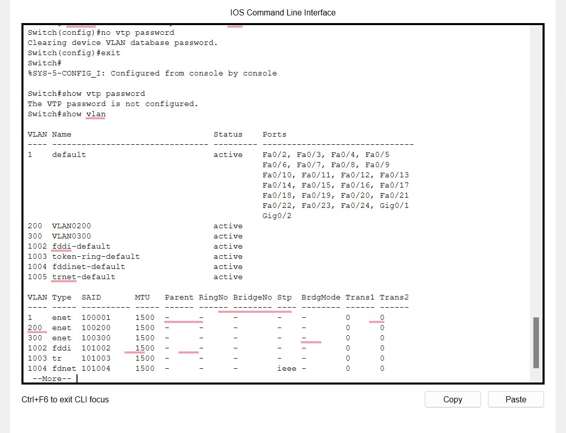 IOS Command Line Interface
Switch(config)#no vtp password
Clearing device VLAN database password.
Switch(config)#exit
Switch#
%SYS-5-CONFIG_I: Configured from console by console
Switch#show vtp password
The VTP password is not configured.
Switch#show vlan
VLAN Name Status Ports
---- -------------------------------- --------- -------------------------------
1 default active Fa0/2, Fa0/3, Fa0/4, Fa0/5
Fa0/6, Fa0/7, Fa0/8, Fa0/9
Fa0/10, Fa0/11, Fa0/12, Fa0/13
Fa0/14, Fa0/15, Fa0/16, Fa0/17
Fa0/18, Fa0/19, Fa0/20, Fa0/21
Fa0/22, Fa0/23, Fa0/24, Gig0/1
Gig0/2
200 VLAN0200 active
300 VLAN0300 active
1002 fddi-default active
1003 token-ring-default active
1004 fddinet-default active
1005 trnet-default active
VLAN Type SAID MTU Parent RingNo BridgeNo Stp BrdgMode Trans1 Trans2
---- ----- ---------- ----- ------ ------ -------- ---- -------- ------ ------
1 enet 100001 1500 - - - - - 0 0
200 enet 100200 1500 - - - - - 0 0
300 enet 100300 1500 - - - - - 0 0
1002 fddi 101002 1500 - - - - - 0 0
1003 tr 101003 1500 - - - - - 0 0
1004 fdnet 101004 1500 - - - ieee - 0 0
--More--
Ctrl+F6 to exit CLI focus
Copy
Paste